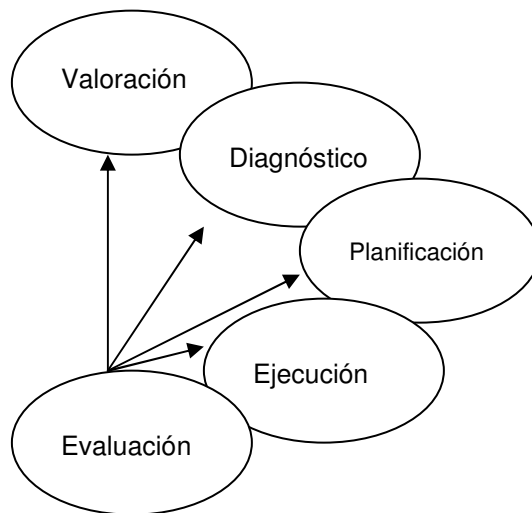 Valoración
Diagnóstico
Planificación
Ejecución
Evaluación